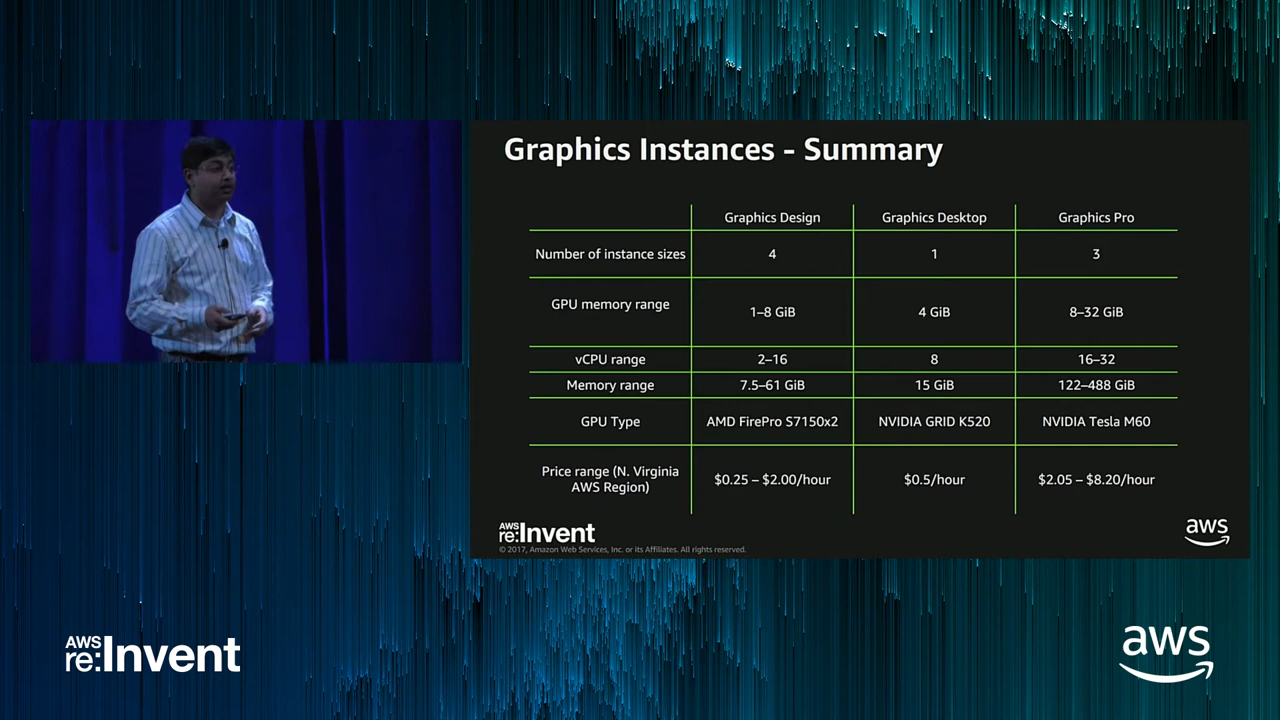 Graphics Instances - Summary
Graphics Design Graphics Desktop Graphics Pro
Number of instance sizes 4 1 3
GPU memory range 1–8 GiB 4 GiB 8–32 GiB
vCPU range 2–16 8 16–32
Memory range 7.5–61 GiB 15 GiB 122–488 GiB
GPU Type AMD FirePro S7150x2 NVIDIA GRID K520 NVIDIA Tesla M60
Price range (N. Virginia
AWS Region) $0.25 – $2.00/hour $0.5/hour $2.05 – $8.20/hour
AWS
re:Invent
aws
© 2017, Amazon Web Services, Inc. or its Affiliates. All rights reserved.
AWS
re:Invent
aws